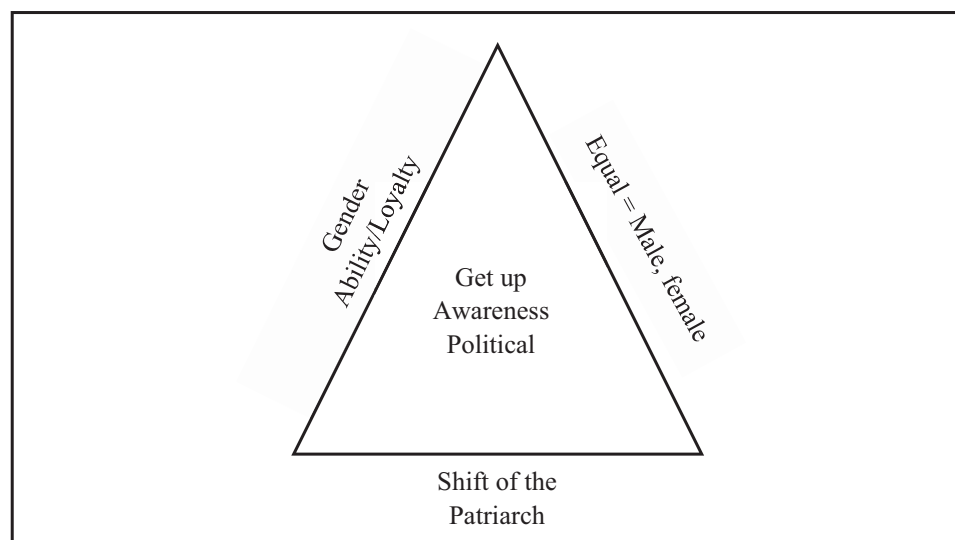 Gender
Ability/Loyalty
Equal = Male, female
Get up
Awareness
Political
Shift of the
Patriarch